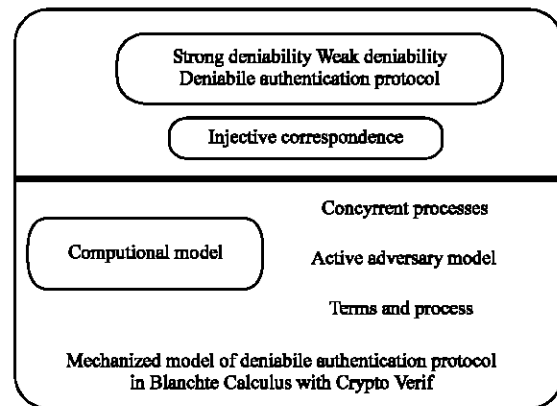 Strong deniability Weak deniability
Deniabile authentication protocol
Injective correspondence
Concyrrent processes
Computional model
Active adversary model
Terms and process
Mechanized model of deniabile authentication protocol
in Blanchte Calculus with Crypto Verif